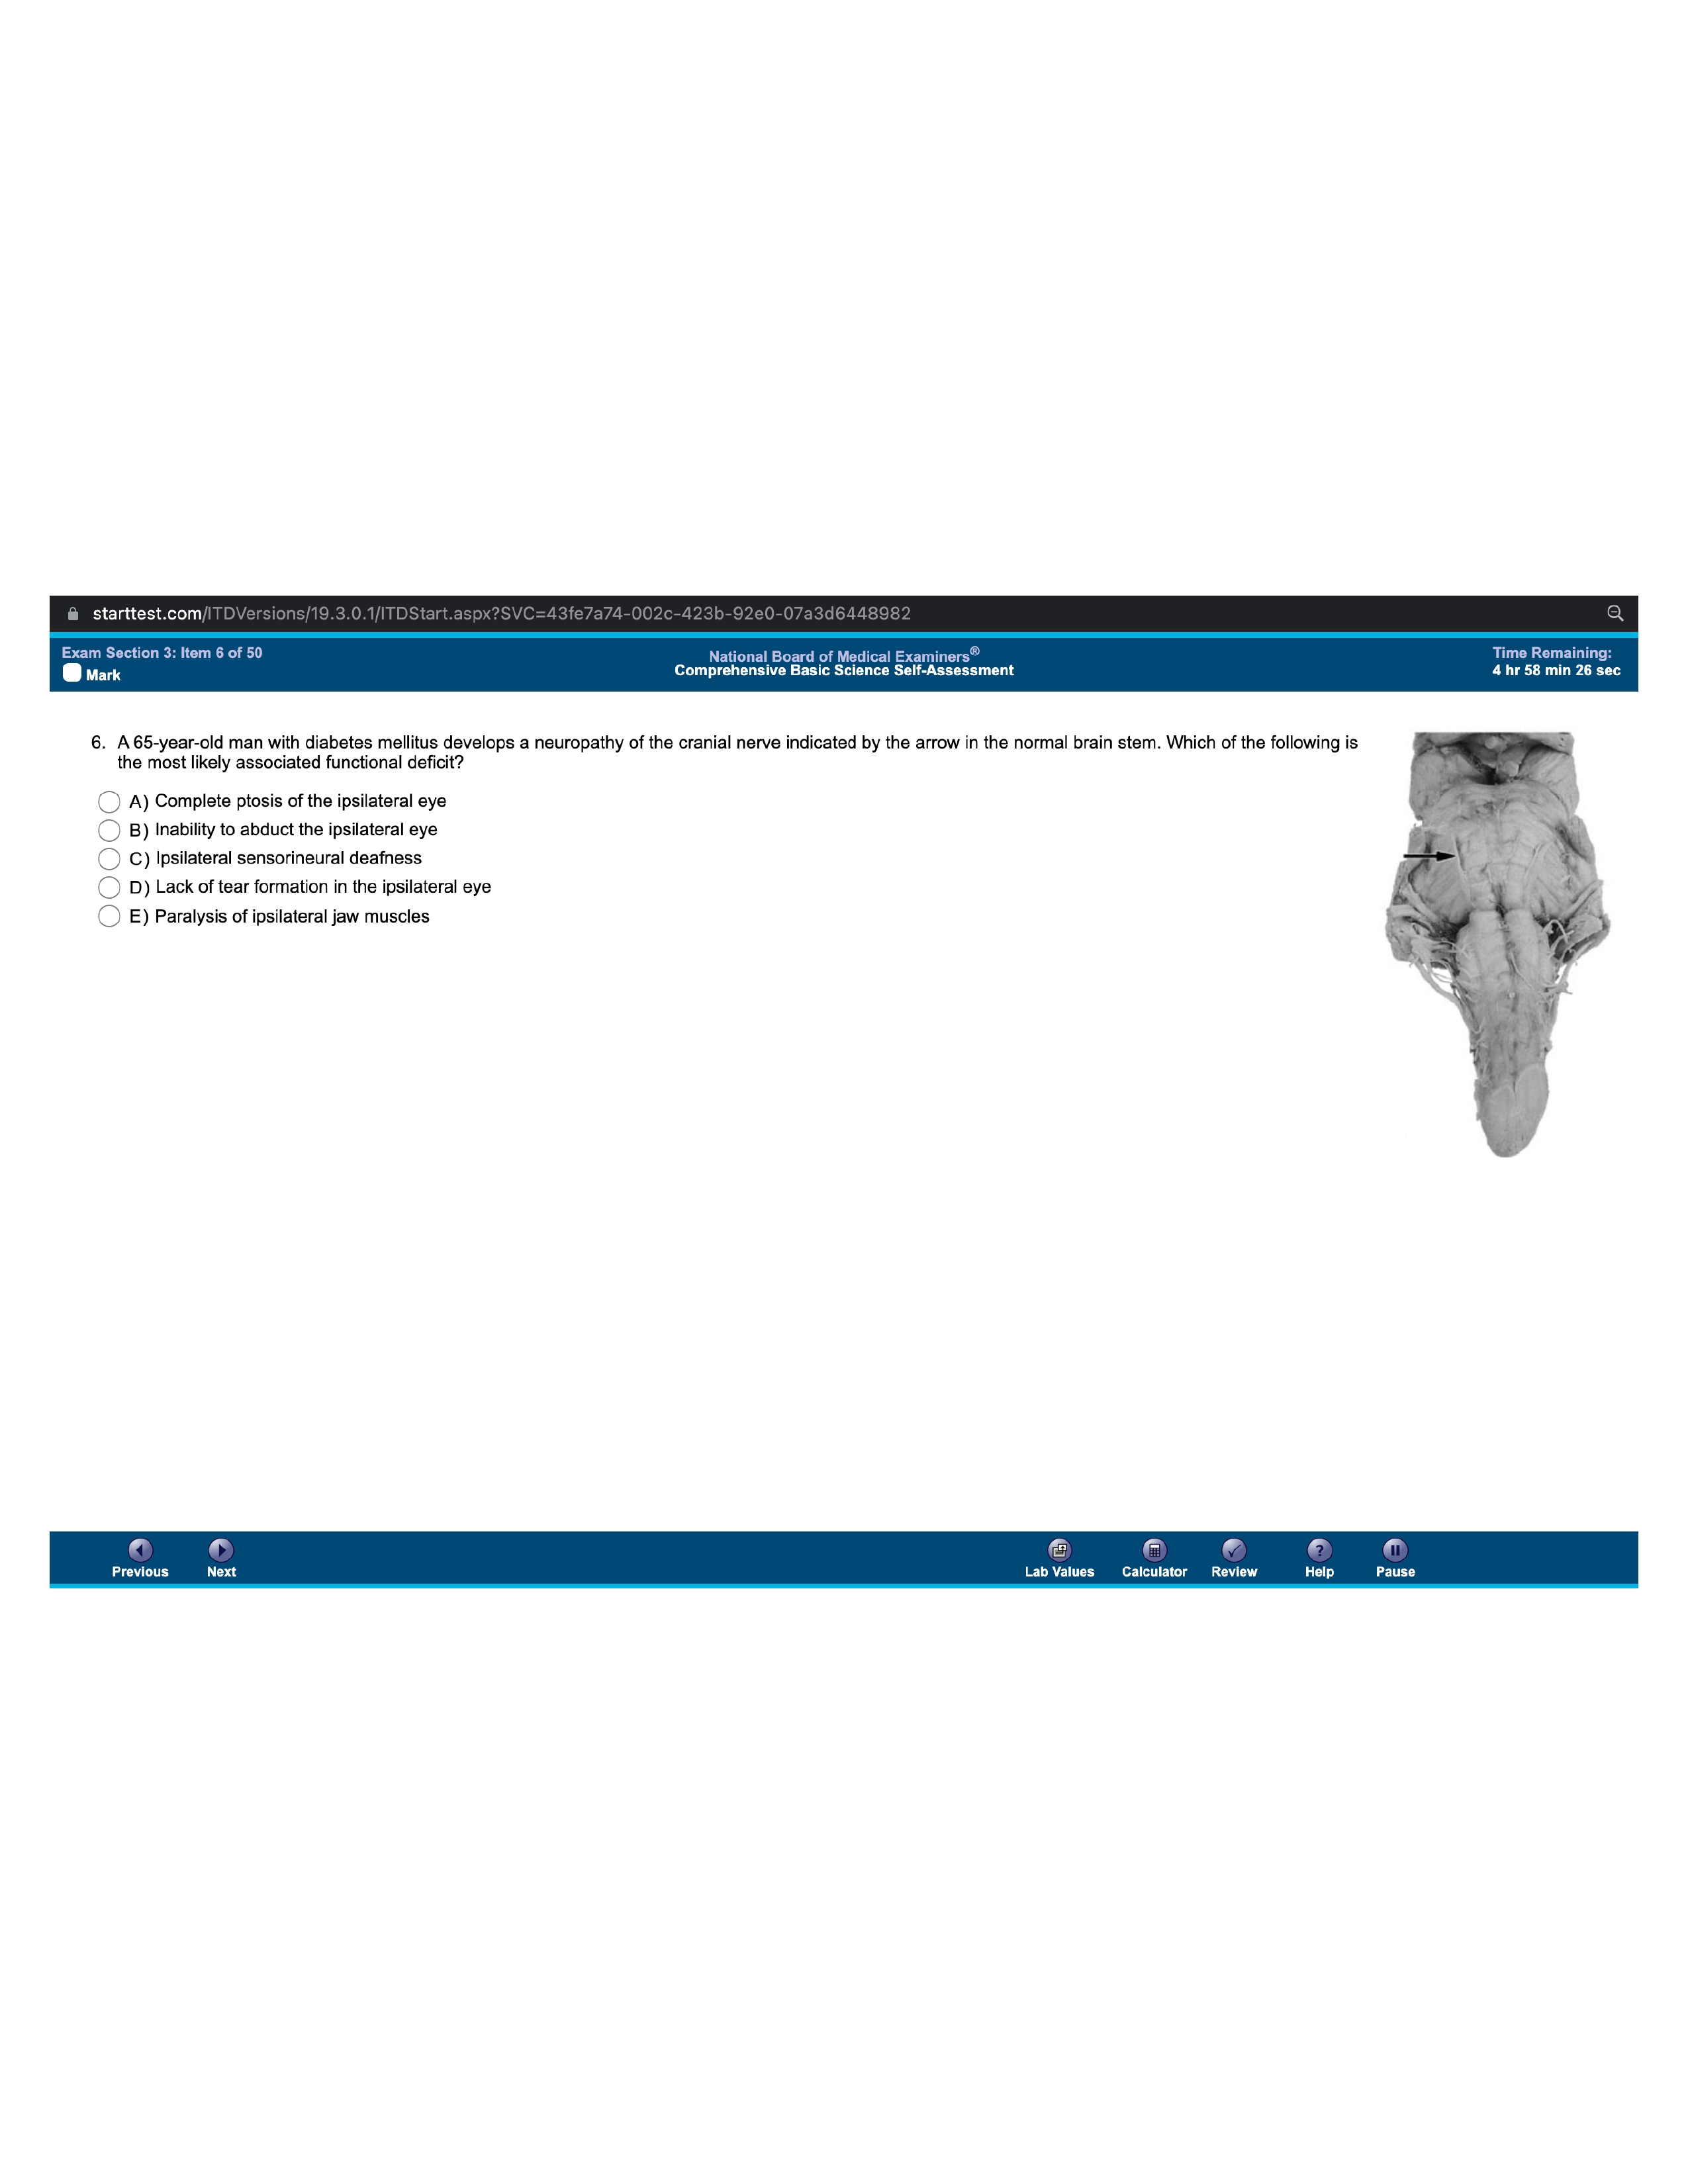 starttest.com/ITDVersions/19.3.0.1/ITDStart.aspx?SVC=43fe7a74-002c-423b-92e0-07a3d6448982
Exam Section 3: Item 6 of 50
Mark
National Board of Medical Examiners®
Comprehensive Basic Science Self-Assessment
Time Remaining:
4 hr 58 min 26 sec
6. A 65-year-old man with diabetes mellitus develops a neuropathy of the cranial nerve indicated by the arrow in the normal brain stem. Which of the following is
the most likely associated functional deficit?
A) Complete ptosis of the ipsilateral eye
B) Inability to abduct the ipsilateral eye
C) Ipsilateral sensorineural deafness
D) Lack of tear formation in the ipsilateral eye
E) Paralysis of ipsilateral jaw muscles
Previous
Next
Lab Values
Calculator
Review
Help
Pause